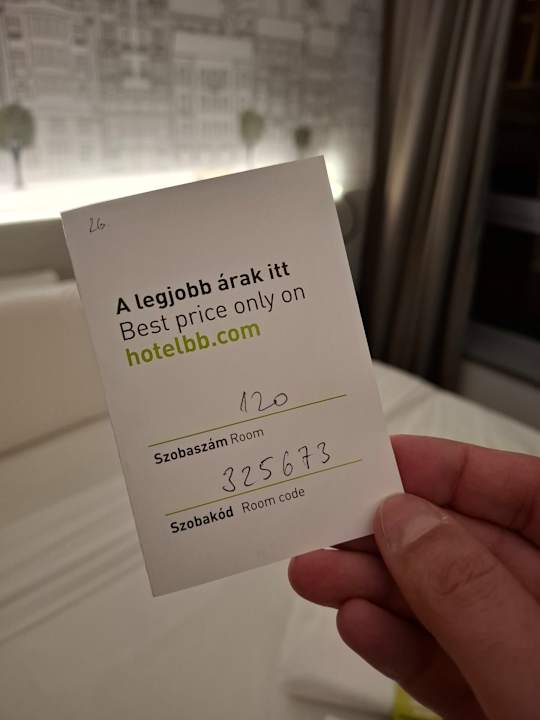 26.
A legjobb árak itt
Best price only on
hotelbb.com
120
Szobaszám Room
325673
Szobakód Room code